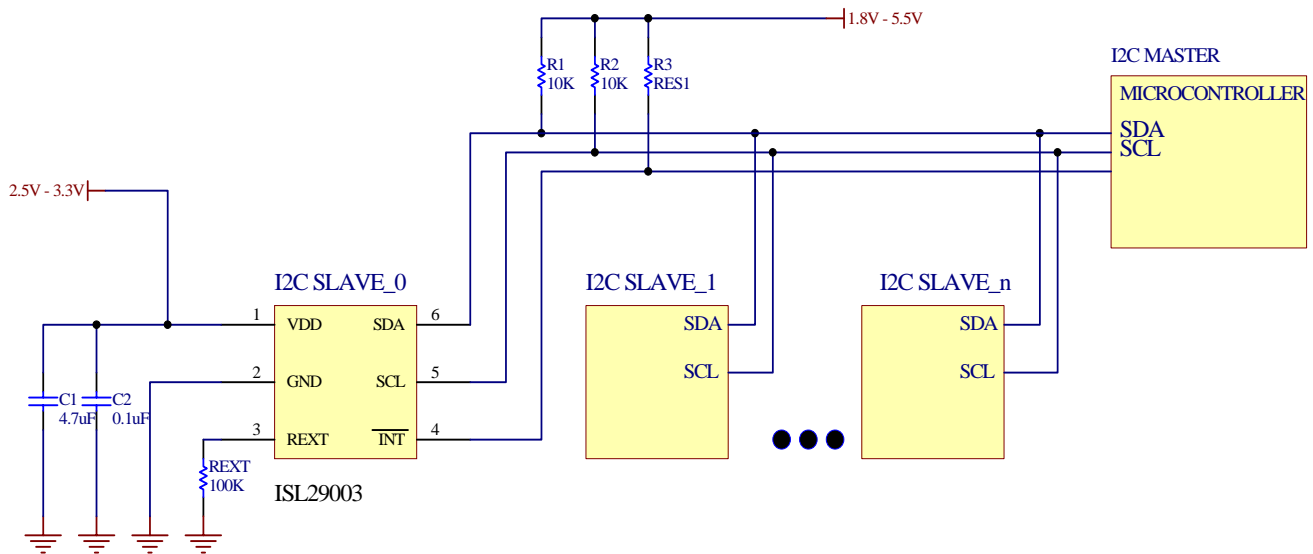 1.8V - 5.5V
R1
10K
R2
10K
R3
RES1
I2C MASTER
MICROCONTROLLER
SDA
SCL
2.5V - 3.3V
I2C SLAVE_0
1 VDD SDA 6
2 GND SCL 5
3 REXT INT 4
ISL29003
C1
4.7uF
C2
0.1uF
REXT
100K
I2C SLAVE_1
SDA
SCL
I2C SLAVE_n
SDA
SCL